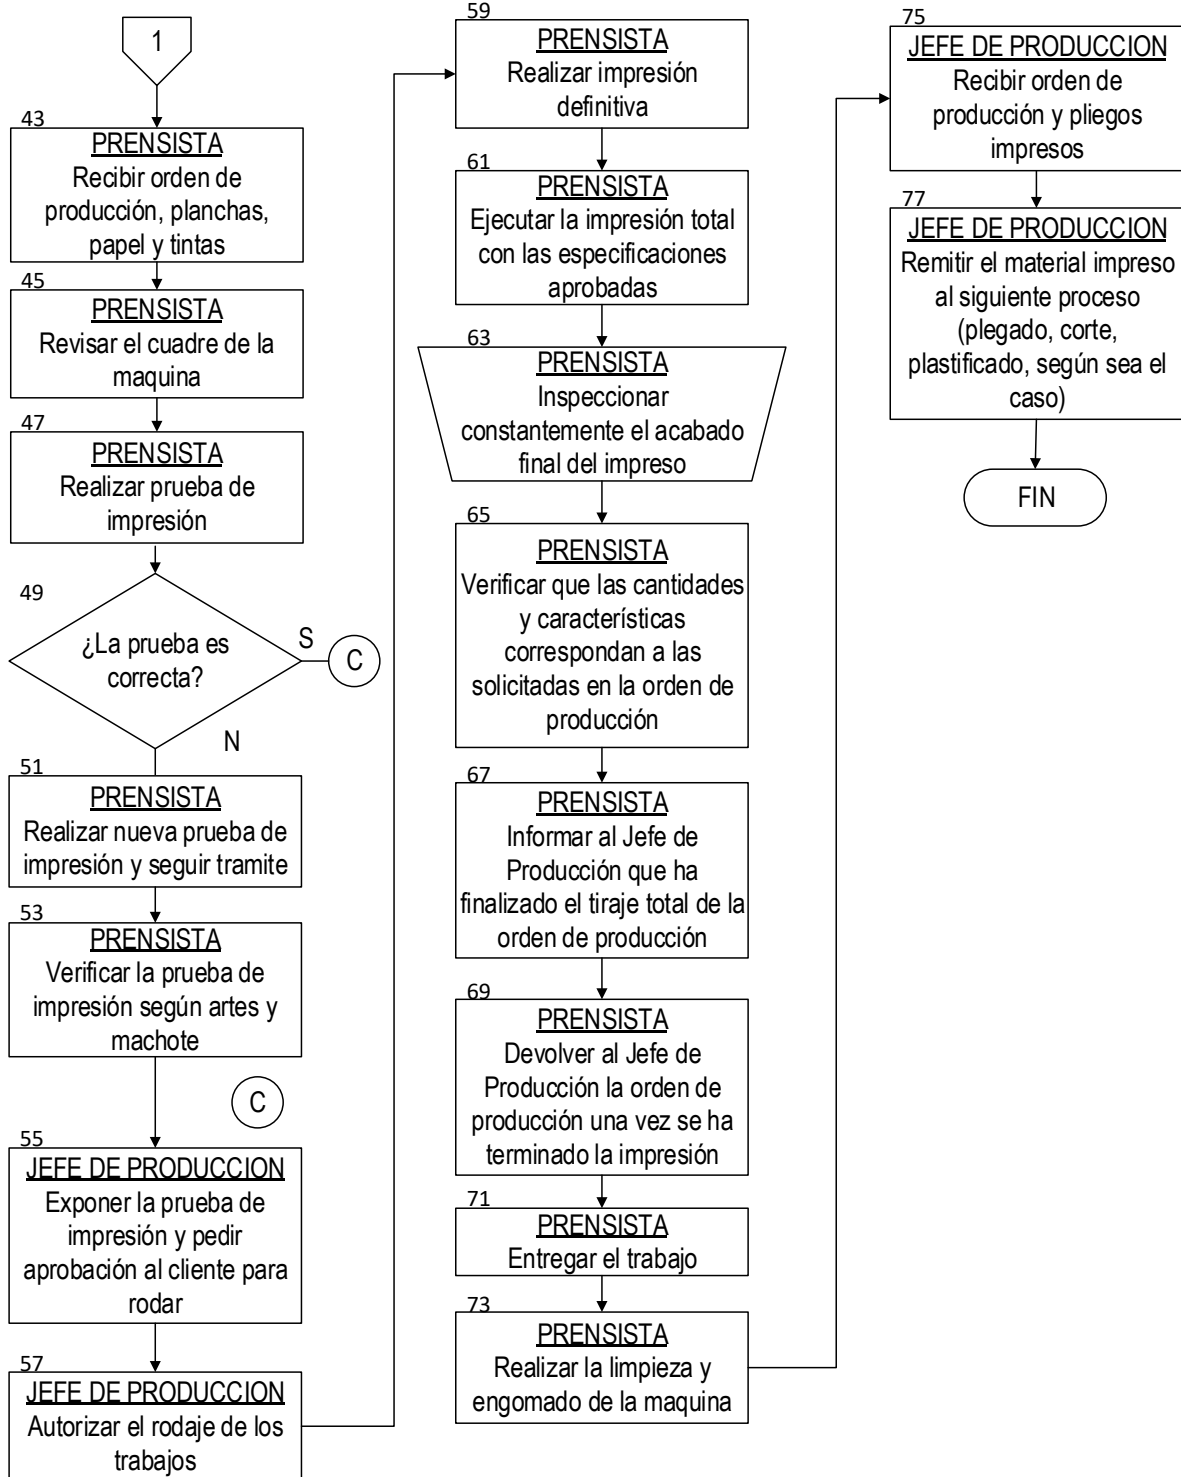 1
43
PRENSISTA
Recibir orden de
producción, planchas,
papel y tintas
45
PRENSISTA
Revisar el cuadre de la
maquina
47
PRENSISTA
Realizar prueba de
impresión
49
¿La prueba es
correcta?
S
C
N
51
PRENSISTA
Realizar nueva prueba de
impresión y seguir tramite
53
PRENSISTA
Verificar la prueba de
impresión según artes y
machote
C
55
JEFE DE PRODUCCION
Exponer la prueba de
impresión y pedir
aprobación al cliente para
rodar
57
JEFE DE PRODUCCION
Autorizar el rodaje de los
trabajos
59
PRENSISTA
Realizar impresión
definitiva
61
PRENSISTA
Ejecutar la impresión total
con las especificaciones
aprobadas
63
PRENSISTA
Inspeccionar
constantemente el acabado
final del impreso
65
PRENSISTA
Verificar que las cantidades
y características
correspondan a las
solicitadas en la orden de
producción
67
PRENSISTA
Informar al Jefe de
Producción que ha
finalizado el tiraje total de la
orden de producción
69
PRENSISTA
Devolver al Jefe de
Producción la orden de
producción una vez se ha
terminado la impresión
71
PRENSISTA
Entregar el trabajo
73
PRENSISTA
Realizar la limpieza y
engomado de la maquina
75
JEFE DE PRODUCCION
Recibir orden de
producción y pliegos
impresos
77
JEFE DE PRODUCCION
Remitir el material impreso
al siguiente proceso
(plegado, corte,
plastificado, según sea el
caso)
FIN